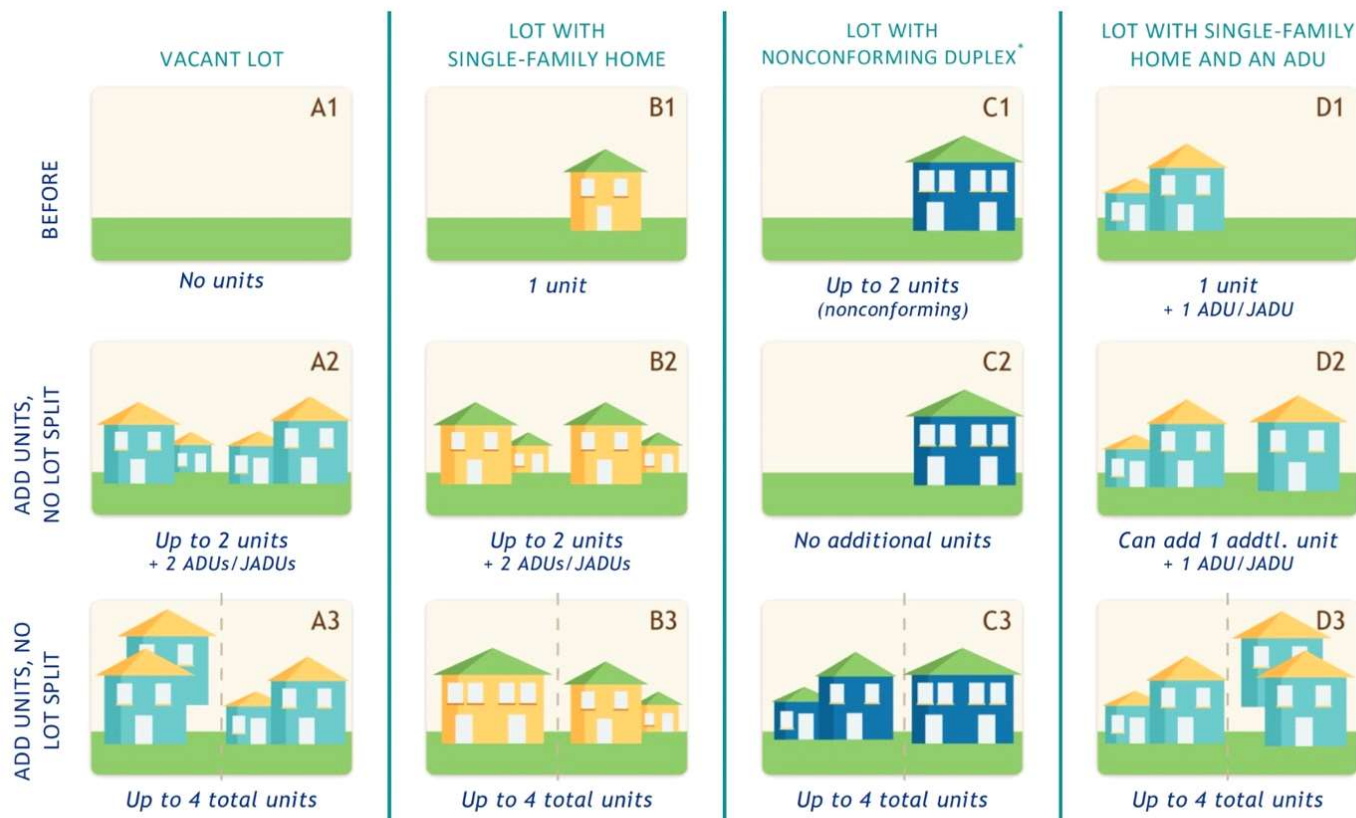 VACANT LOT
LOT WITH
SINGLE-FAMILY HOME
LOT WITH
NONCONFORMING DUPLEX*
LOT WITH SINGLE-FAMILY
HOME AND AN ADU
BEFORE
A1
No units
B1
1 unit
C1
Up to 2 units
(nonconforming)
D1
1 unit
+ 1 ADU/JADU
ADD UNITS,
NO LOT SPLIT
A2
Up to 2 units
+ 2 ADUs/JADUs
B2
Up to 2 units
+ 2 ADUs/JADUs
C2
No additional units
D2
Can add 1 addtl. unit
+ 1 ADU/JADU
ADD UNITS, NO
LOT SPLIT
A3
Up to 4 total units
B3
Up to 4 total units
C3
Up to 4 total units
D3
Up to 4 total units